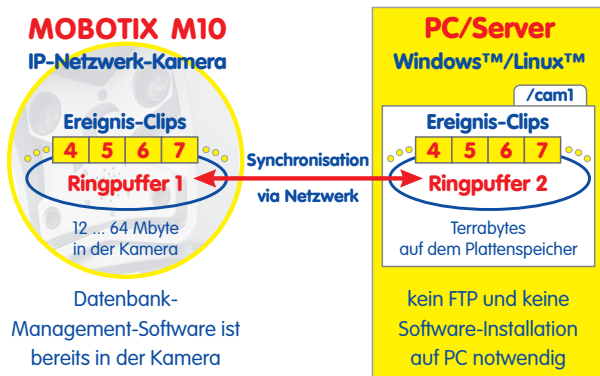 MOBOTIX M10
IP-Netzwerk-Kamera
Ereignis-Clips
4 5 6 7
Ringpuffer 1
12 ... 64 Mbyte
in der Kamera
Datenbank-
Management-Software ist
bereits in der Kamera
Synchronisation
via Netzwerk
PC/Server
Windows™/Linux™
/cam1
Ereignis-Clips
4 5 6 7
Ringpuffer 2
Terrabytes
auf dem Plattenspeicher
kein FTP und keine
Software-Installation
auf PC notwendig